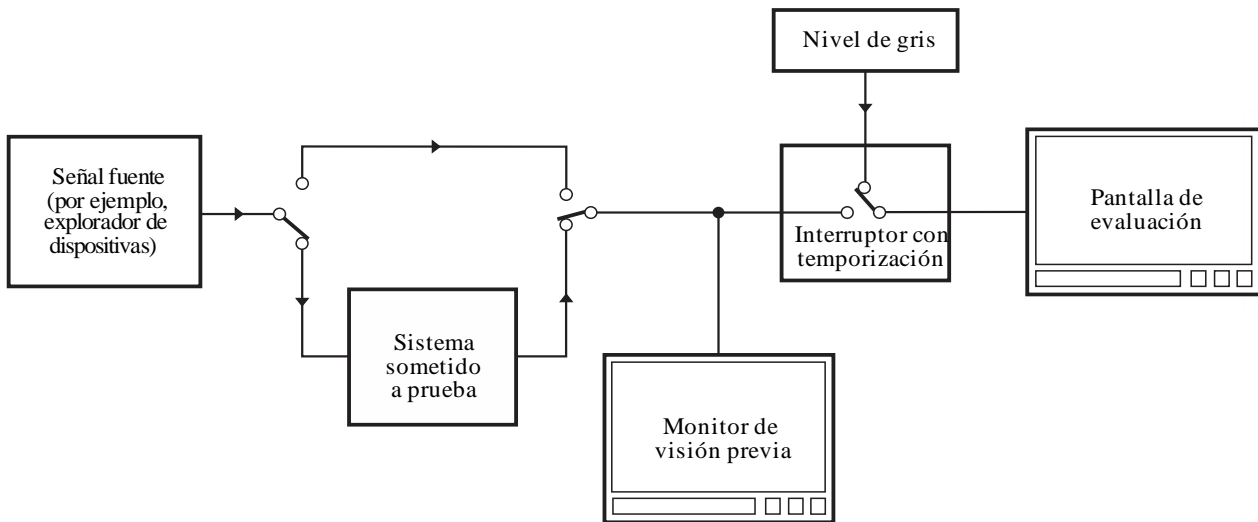 Nivel de gris
Señal fuente
(por ejemplo,
explorador de
dispositivas)
Pantalla de
evaluación
Interruptor con
temporización
Sistema
sometido
a prueba
Monitor de
visión previa